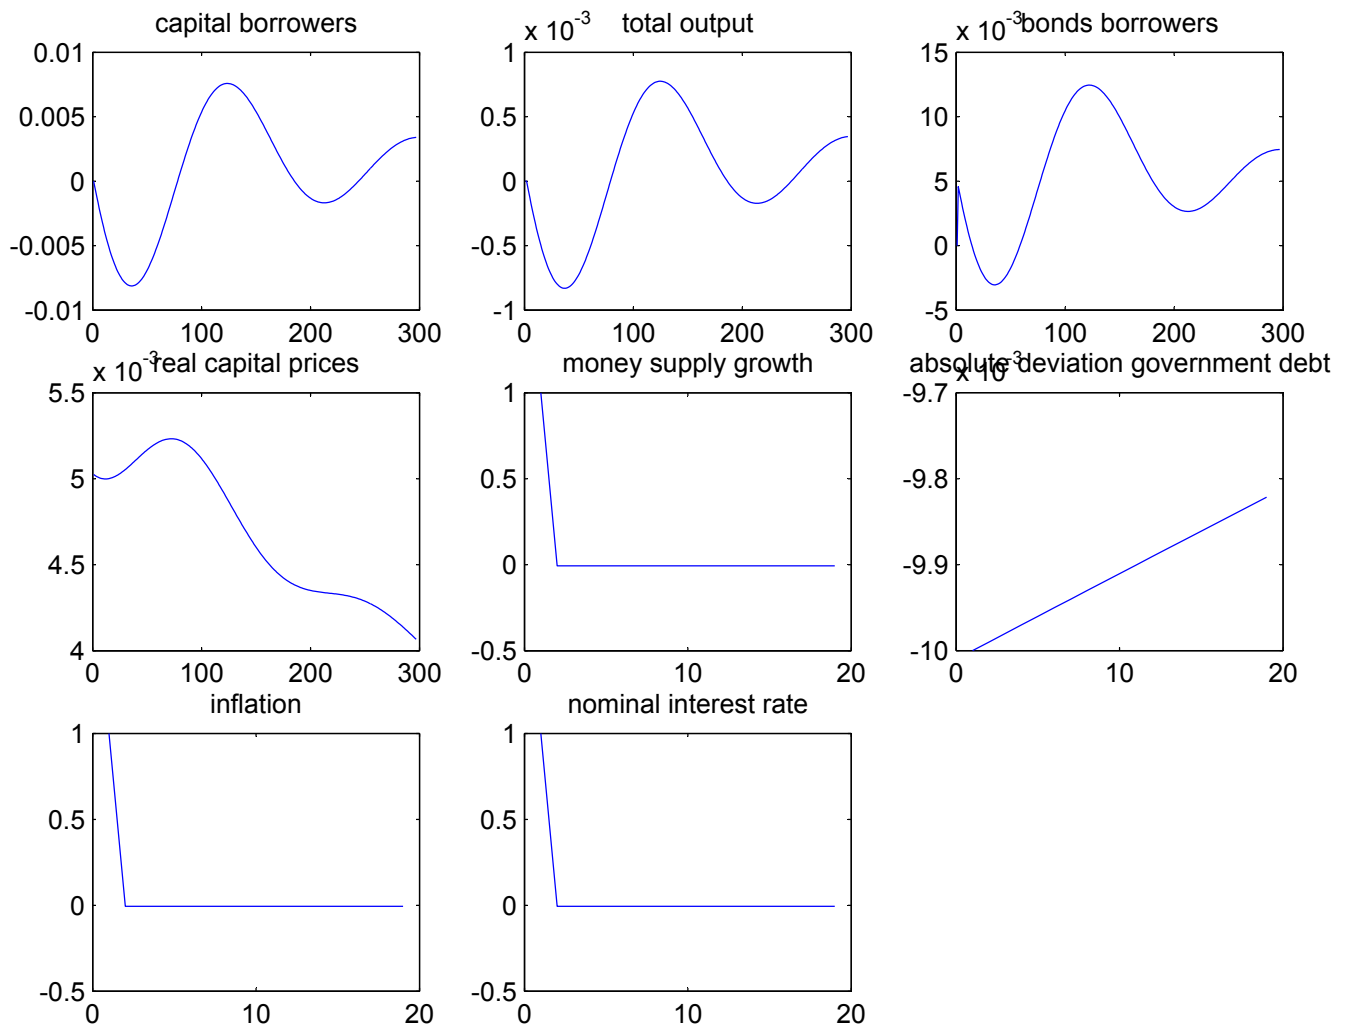 capital borrowers
0.01
0.005
0
-0.005
-0.01
0 100 200 300
x 10-3 total output
1
0.5
0
-0.5
-1
0 100 200 300
x 10-3 bonds borrowers
15
10
5
0
-5
0 100 200 300
x 10-3 real capital prices
5.5
5
4.5
4
0 100 200 300
money supply growth
1
0.5
0
-0.5
0 10 20
x 10-3 absolute deviation government debt
-9.7
-9.8
-9.9
-10
0 10 20
inflation
1
0.5
0
-0.5
0 10 20
nominal interest rate
1
0.5
0
-0.5
0 10 20